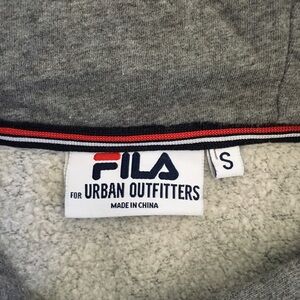 FILA
FOR URBAN OUTFITTERS
MADE IN CHINA
S